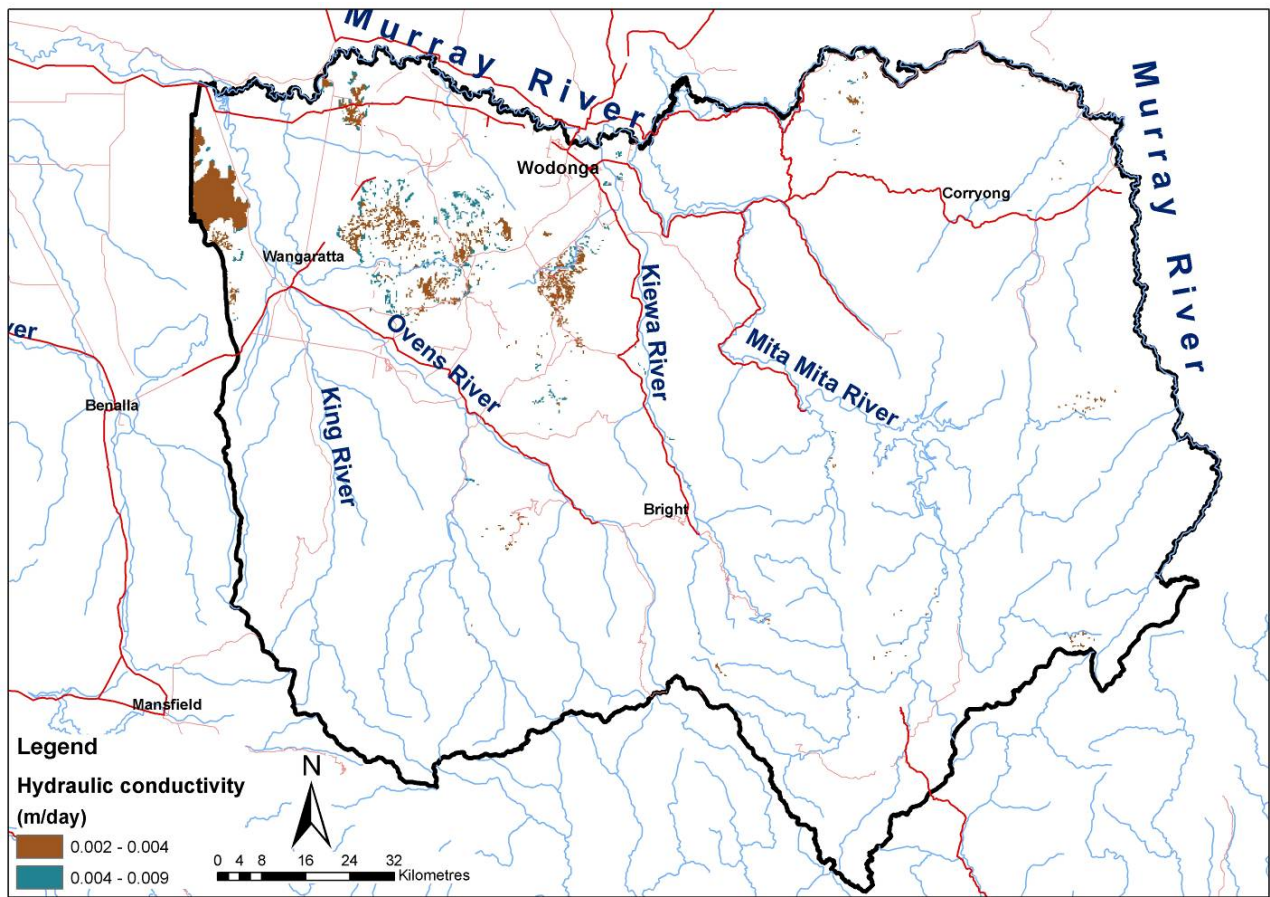 Murray River
Murray River
Wodonga
Corryong
Wangaratta
Kiewa River
Ovens River
Mita Mita River
ver
King River
Benalla
Bright
Mansfield
Legend
Hydraulic conductivity
(m/day)
0.002 - 0.004
0.004 - 0.009
N
0 4 8 16 24 32
Kilometres